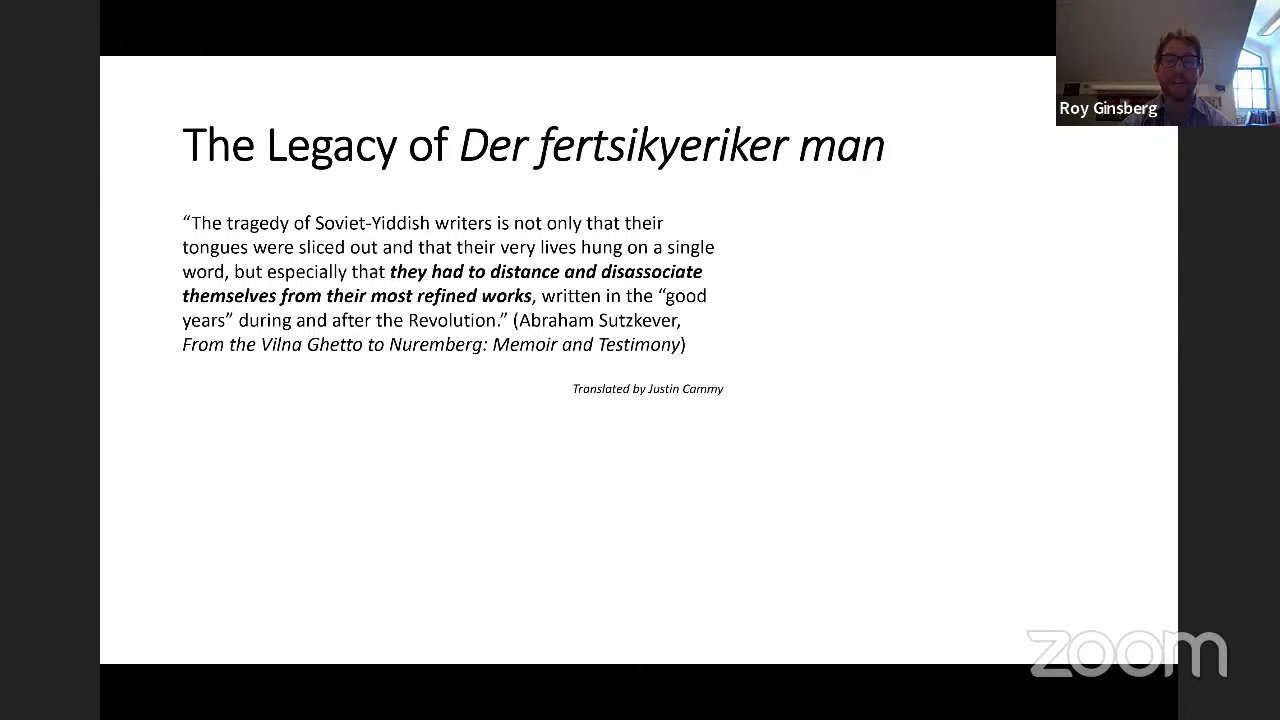 Roy Ginsberg
The Legacy of Der fertsikyeriker man
“The tragedy of Soviet-Yiddish writers is not only that their
tongues were sliced out and that their very lives hung on a single
word, but especially that they had to distance and disassociate
themselves from their most refined works, written in the “good
years” during and after the Revolution.” (Abraham Sutzkever,
From the Vilna Ghetto to Nuremberg: Memoir and Testimony)
Translated by Justin Cammy
zoom